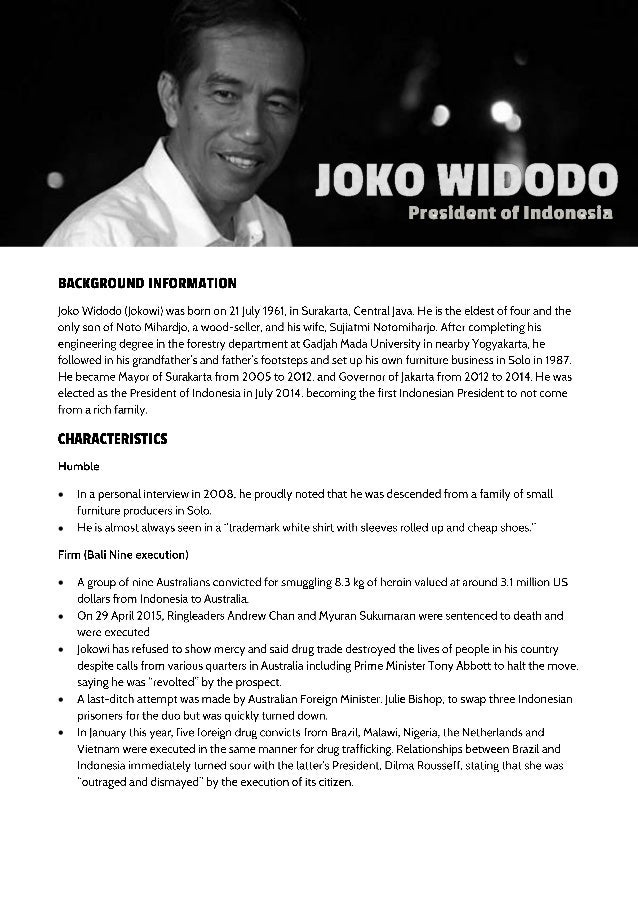 JOKO WIDODO
President of Indonesia
BACKGROUND INFORMATION
Joko Widodo (Jokowi) was born on 21 July 1961, in Surakarta, Central Java. He is the eldest of four and the
only son of Noto Mihardjo, a wood-seller, and his wife, Sujiatmi Notomiharjo. After completing his
engineering degree in the forestry department at Gadjah Mada University in nearby Yogyakarta, he
followed in his grandfather's and father's footsteps and set up his own furniture business in Solo in 1987.
He became Mayor of Surakarta from 2005 to 2012, and Governor of Jakarta from 2012 to 2014. He was
elected as the President of Indonesia in July 2014, becoming the first Indonesian President to not come
from a rich family.
CHARACTERISTICS
Humble
• In a personal interview in 2008, he proudly noted that he was descended from a family of small
furniture producers in Solo.
• He is almost always seen in a "trademark white shirt with sleeves rolled up and cheap shoes."
Firm (Bali Nine execution)
• A group of nine Australians convicted for smuggling 8.3 kg of heroin valued at around 3.1 million US
dollars from Indonesia to Australia.
• On 29 April 2015, Ringleaders Andrew Chan and Myuran Sukumaran were sentenced to death and
were executed
• Jokowi has refused to show mercy and said drug trade destroyed the lives of people in his country
despite calls from various quarters in Australia including Prime Minister Tony Abbott to halt the move,
saying he was "revolted" by the prospect.
• A last-ditch attempt was made by Australian Foreign Minister, Julie Bishop, to swap three Indonesian
prisoners for the duo but was quickly turned down.
• In January this year, five foreign drug convicts from Brazil, Malawi, Nigeria, the Netherlands and
Vietnam were executed in the same manner for drug trafficking. Relationships between Brazil and
Indonesia immediately turned sour with the latter's President, Dilma Rousseff, stating that she was
"outraged and dismayed" by the execution of its citizen.